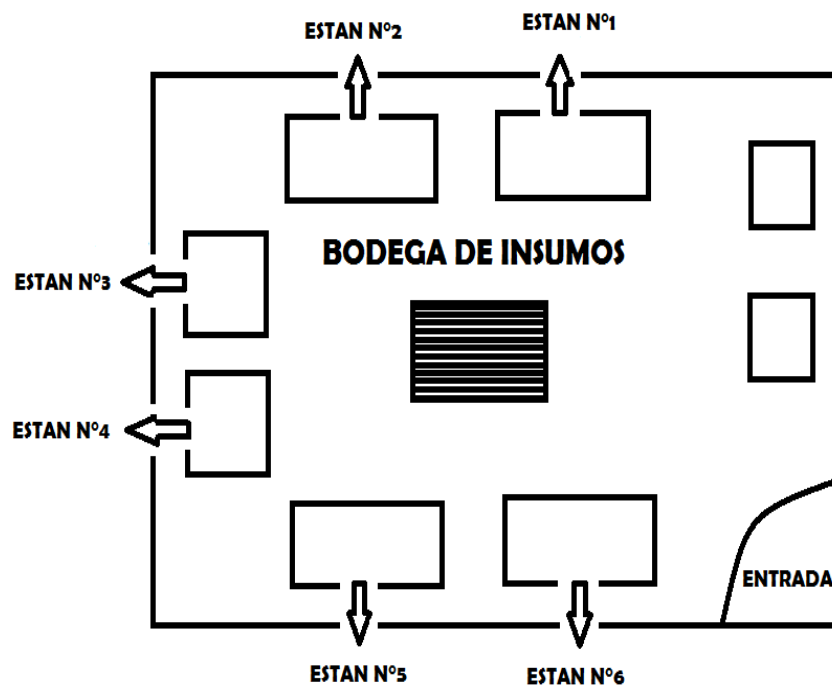 ESTAN N°2
ESTAN N°1
BODEGA DE INSUMOS
ESTAN N°3
ESTAN N°4
ENTRADA
ESTAN N°5
ESTAN N°6